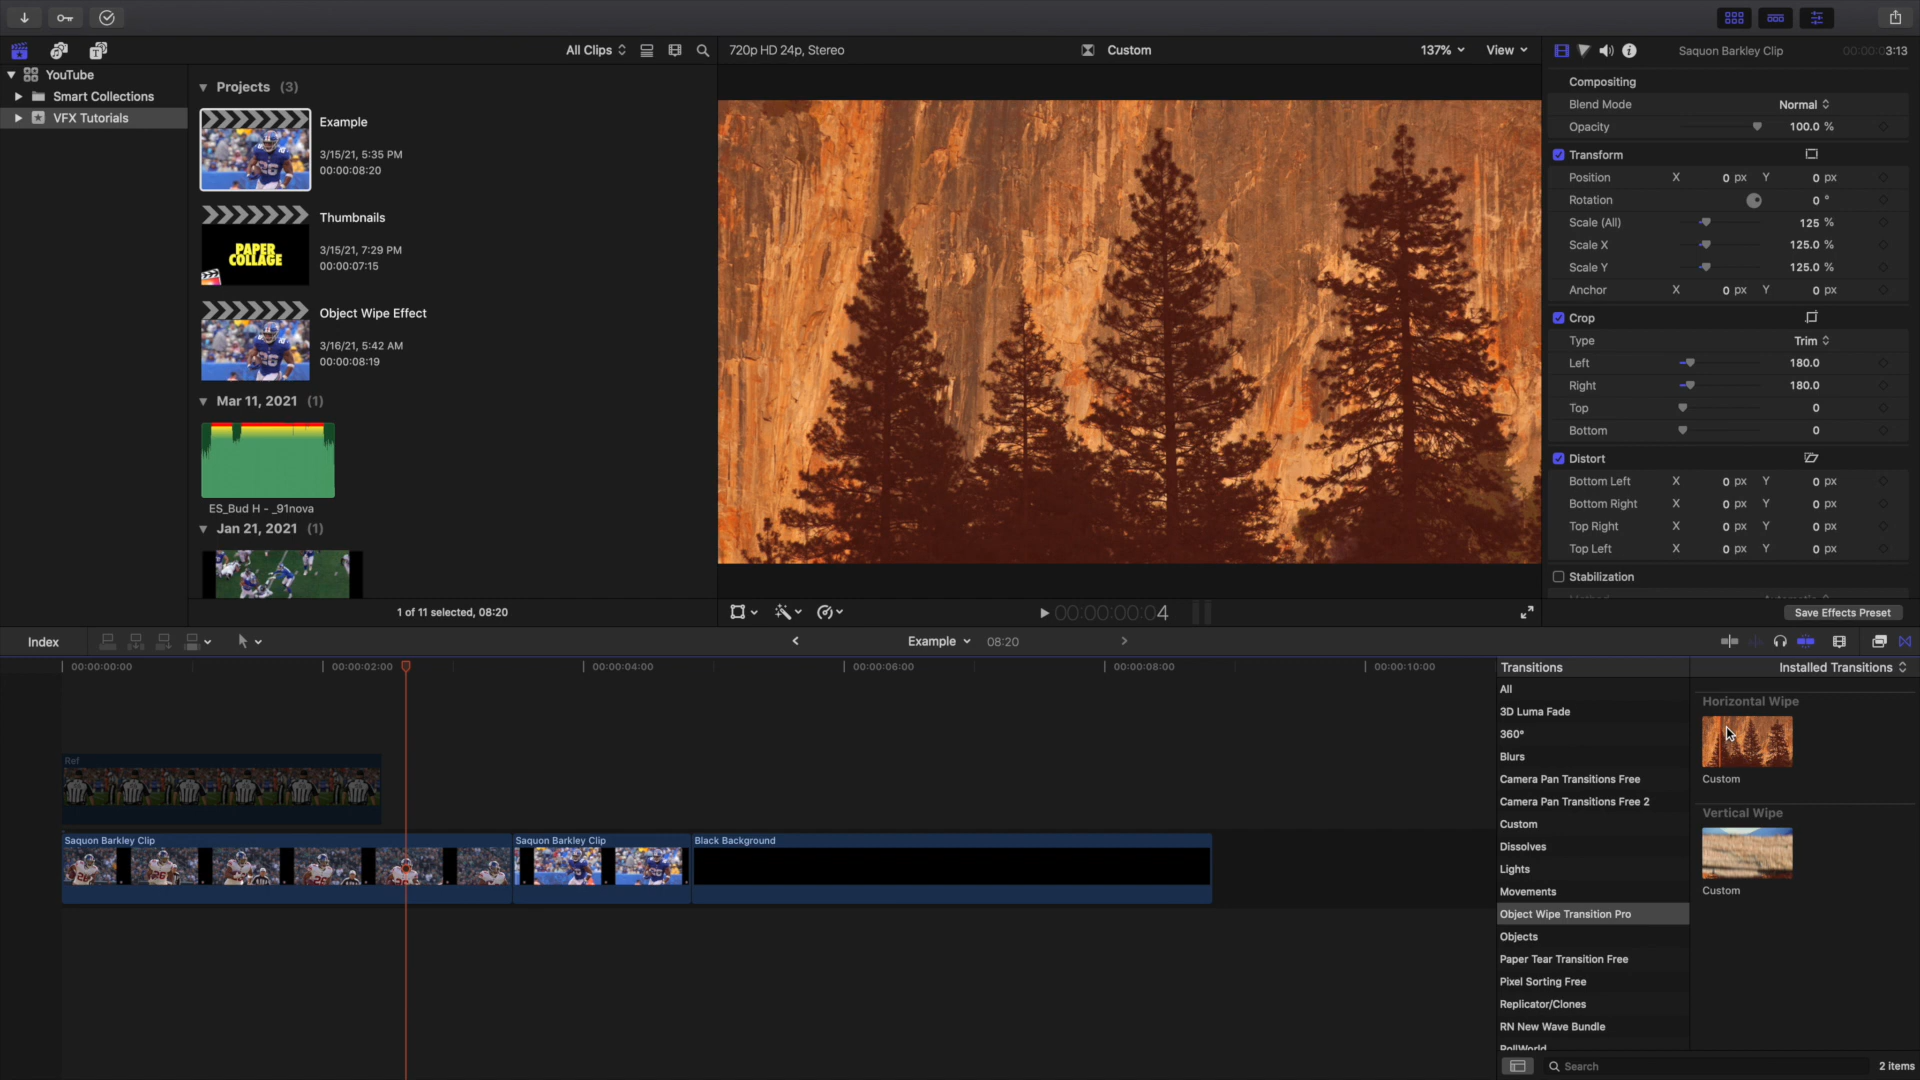 All Clips
720p HD 24p, Stereo
Custom
137%
View
Saquon Barkley Clip
00:00:03:13
YouTube
Smart Collections
VFX Tutorials
Projects (3)
Example
3/15/21, 5:35 PM
00:00:08:20
Thumbnails
3/15/21, 7:29 PM
00:00:07:15
PAPER
COLLAGE
Object Wipe Effect
3/16/21, 5:42 AM
00:00:08:19
Mar 11, 2021 (1)
ES_Bud H - _91nova
Jan 21, 2021 (1)
1 of 11 selected, 08:20
Compositing
Blend Mode Normal
Opacity 100.0 %
Transform
Position X 0 px Y 0 px
Rotation 0 °
Scale (All) 125 %
Scale X 125.0 %
Scale Y 125.0 %
Anchor X 0 px Y 0 px
Crop
Type Trim
Left 180.0
Right 180.0
Top 0
Bottom 0
Distort
Bottom Left X 0 px Y 0 px
Bottom Right X 0 px Y 0 px
Top Right X 0 px Y 0 px
Top Left X 0 px Y 0 px
Stabilization
Save Effects Preset
00:00:00:04
Index
Example 08:20
00:00:00:00
00:00:02:00
00:00:04:00
00:00:06:00
00:00:08:00
00:00:10:00
Ref
Saquon Barkley Clip
Saquon Barkley Clip
Black Background
Transitions
Installed Transitions
All
3D Luma Fade
360°
Blurs
Camera Pan Transitions Free
Camera Pan Transitions Free 2
Custom
Dissolves
Lights
Movements
Object Wipe Transition Pro
Objects
Paper Tear Transition Free
Pixel Sorting Free
Replicator/Clones
RN New Wave Bundle
Horizontal Wipe
Custom
Vertical Wipe
Custom
Search
2 items